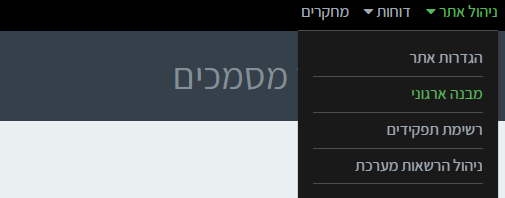 ניהול אתר דוחות מחקרים
הגדרות אתר
מבנה ארגוני
רשימת תפקידים
ניהול הרשאות מערכת
מסמכים